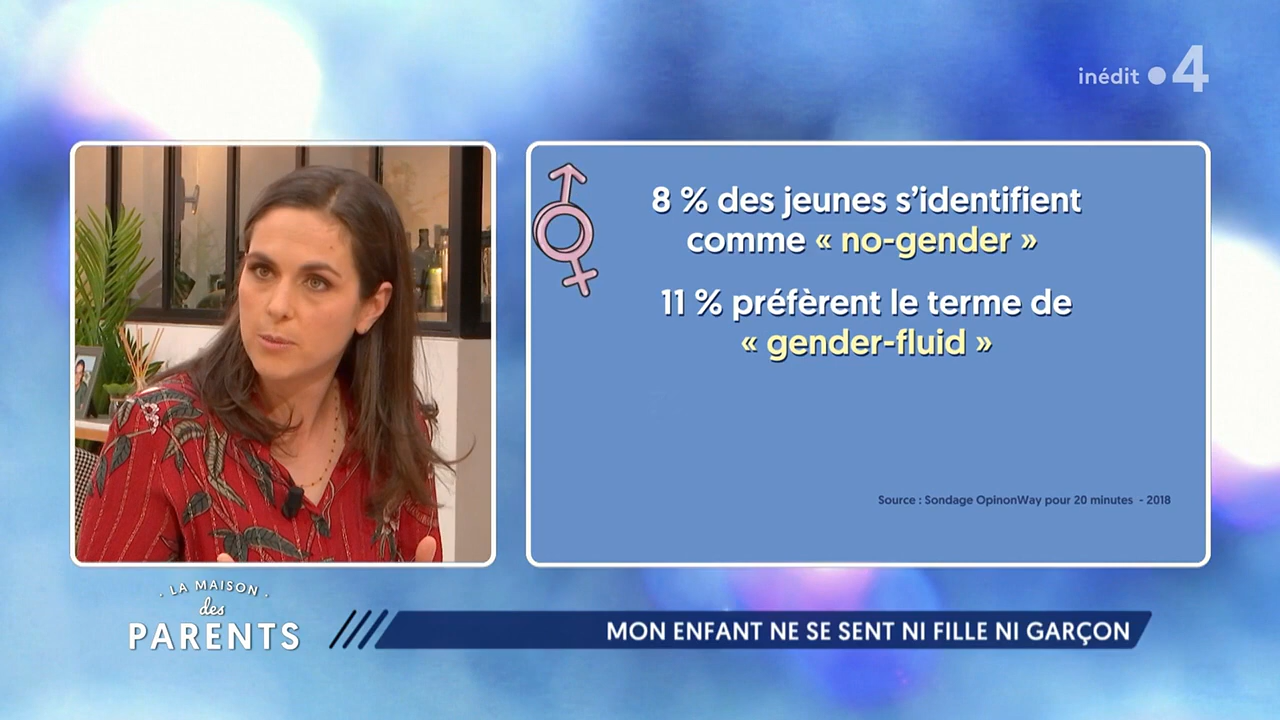 inédit 4
8 % des jeunes s'identifient
comme « no-gender »
11 % préfèrent le terme de
« gender-fluid »
Source : Sondage OpinonWay pour 20 minutes - 2018
· LA MAISON ·
des
PARENTS
MON ENFANT NE SE SENT NI FILLE NI GARÇON